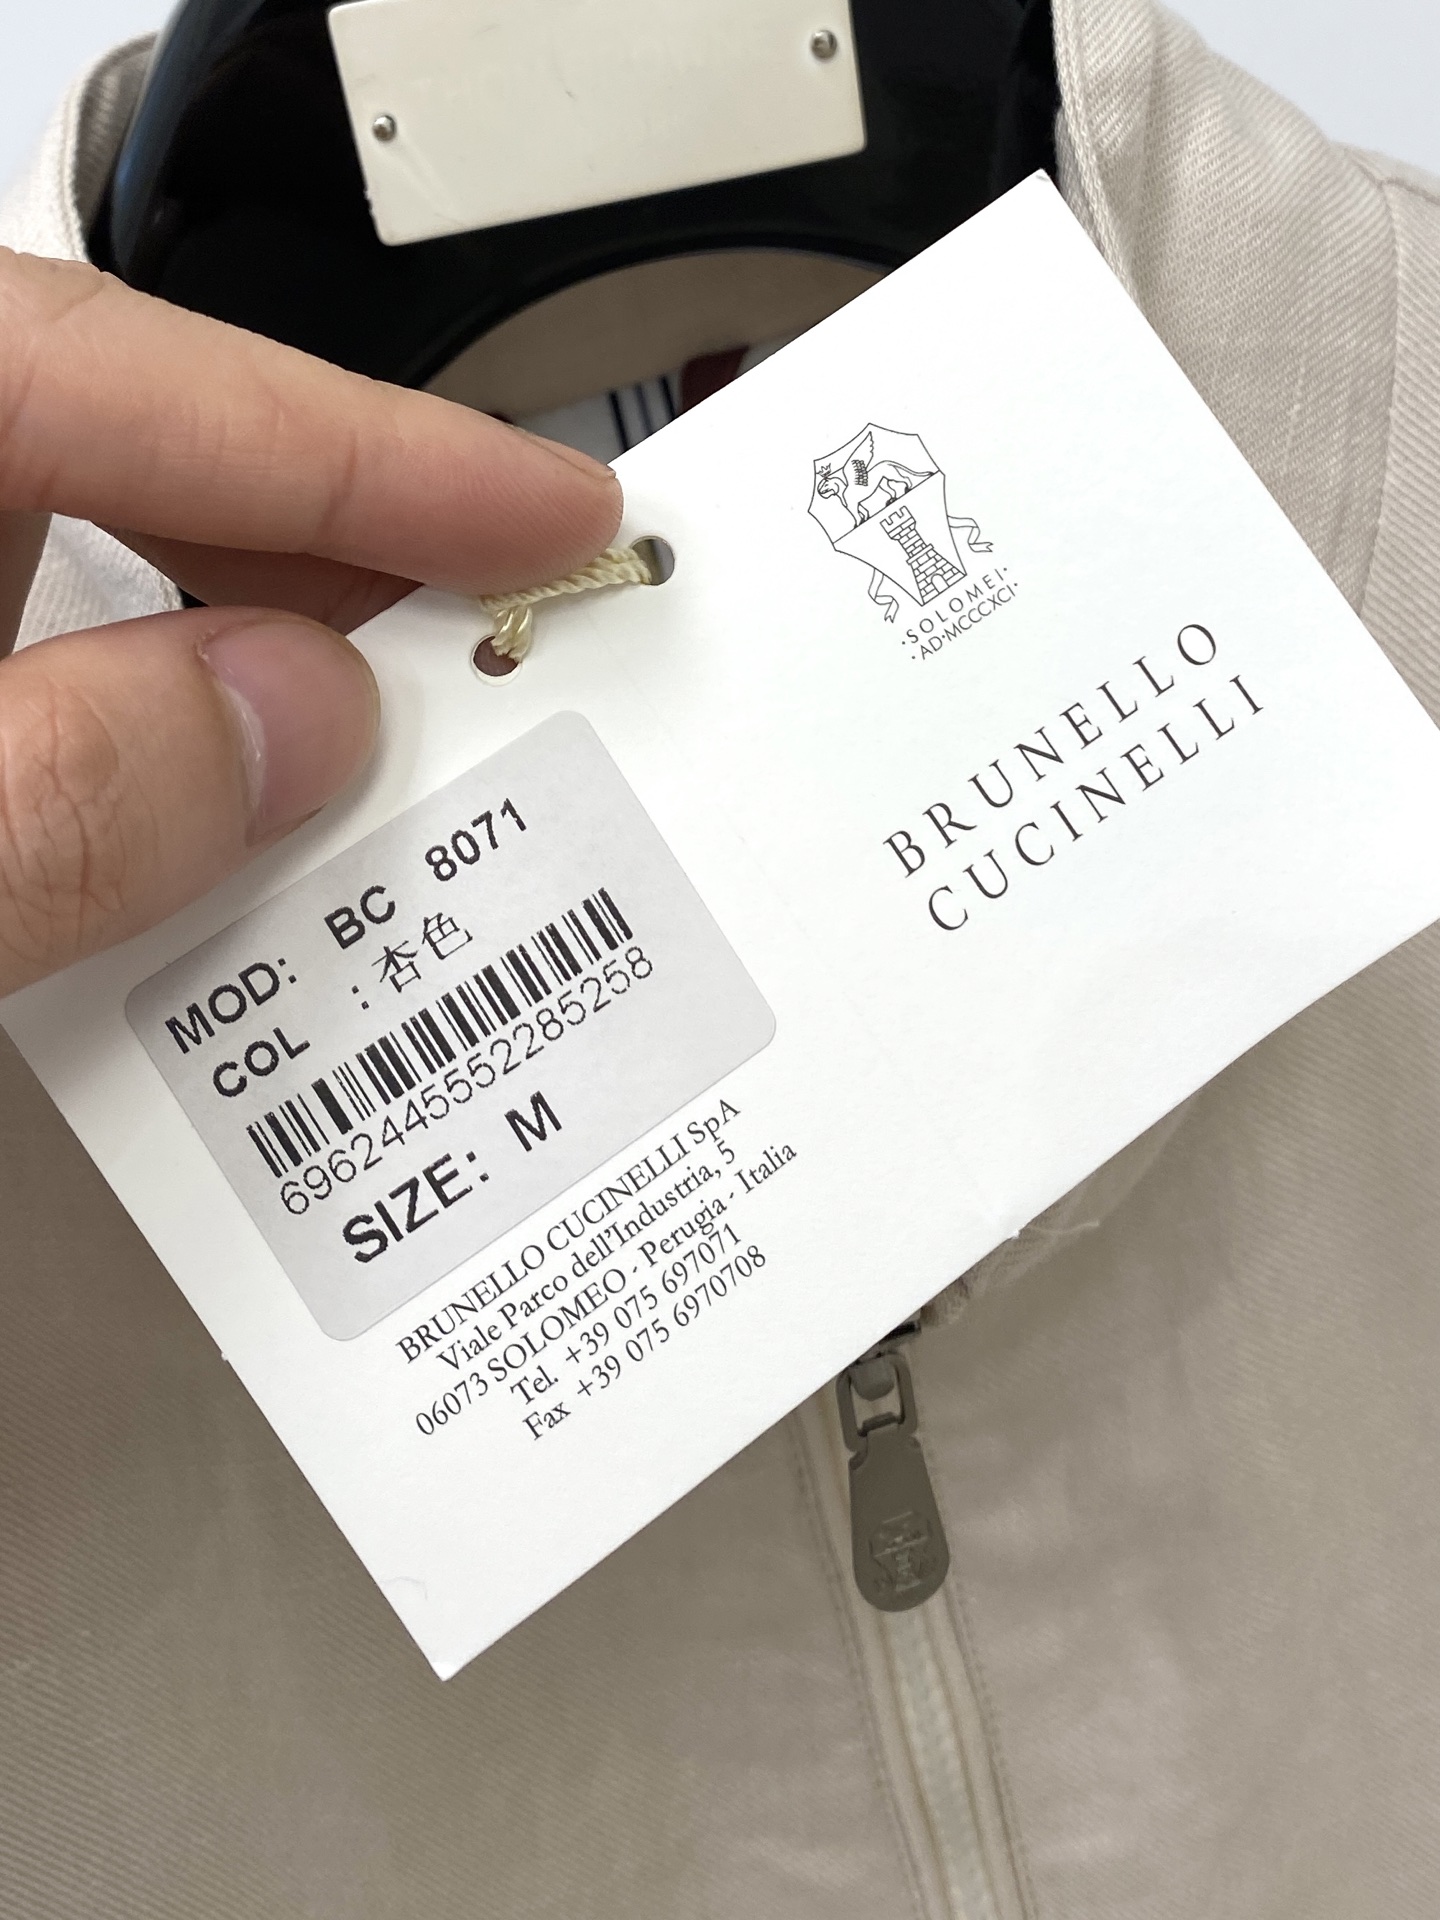 ·SOLOMEI·
·AD·MCCCXCI·
BRUNELLO
CUCINELLI
MOD: BC 8071
COL : 杏色
6962445552285258
SIZE: M
BRUNELLO CUCINELLI SpA
Viale Parco dell'Industria, 5
06073 SOLOMEO - Perugia - Italia
Tel. +39 075 697071
Fax +39 075 6970708